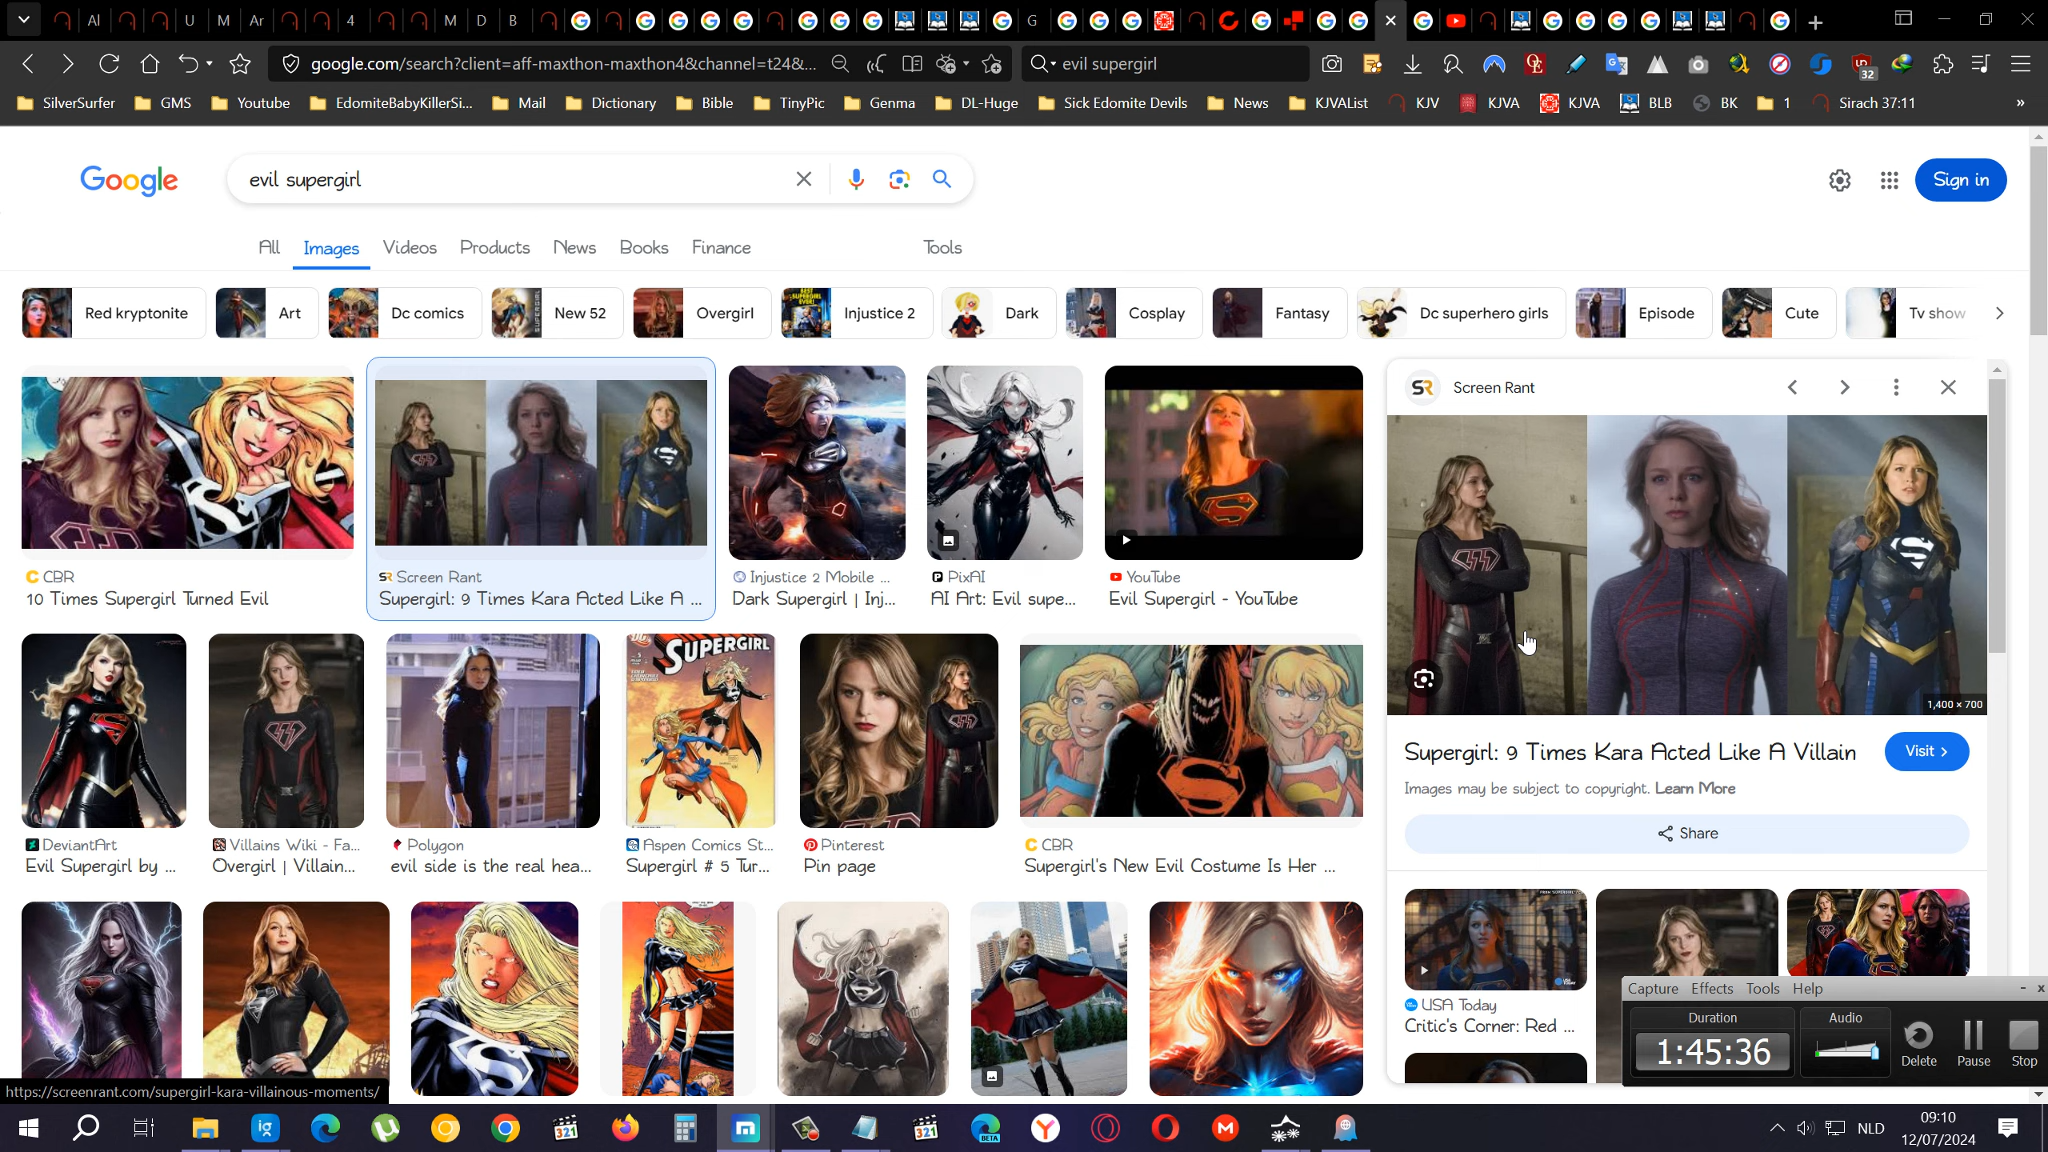 Al
U
M
Ar
4
M
D
B
G
google.com/search?client=aff-maxthon-maxthon4&channel=t24&...
evil supergirl
32
SilverSurfer
GMS
Youtube
EdomiteBabyKillerSi...
Mail
Dictionary
Bible
TinyPic
Genma
DL-Huge
Sick Edomite Devils
News
KJVAList
KJV
KJVA
KJVA
BLB
BK
1
Sirach 37:11
»
Google
evil supergirl
Sign in
All
Images
Videos
Products
News
Books
Finance
Tools
Red kryptonite
Art
Dc comics
New 52
Overgirl
Injustice 2
Dark
Cosplay
Fantasy
Dc superhero girls
Episode
Cute
Tv show
CBR
10 Times Supergirl Turned Evil
Screen Rant
Supergirl: 9 Times Kara Acted Like A ...
Injustice 2 Mobile ...
Dark Supergirl | Inj...
PixAI
AI Art: Evil supe...
YouTube
Evil Supergirl - YouTube
SUPERGIRL
DeviantArt
Evil Supergirl by ...
Villains Wiki - Fa...
Overgirl | Villain...
Polygon
evil side is the real hea...
Aspen Comics St...
Supergirl # 5 Tur...
Pinterest
Pin page
CBR
Supergirl's New Evil Costume Is Her ...
SR
Screen Rant
1,400 × 700
Supergirl: 9 Times Kara Acted Like A Villain
Visit
Images may be subject to copyright. Learn More
Share
USA Today
Critic's Corner: Red ...
Capture Effects Tools Help
Duration
Audio
1:45:36
Delete
Pause
Stop
https://screenrant.com/supergirl-kara-villainous-moments/
ig
321
321
BETA
NLD
09:10
12/07/2024